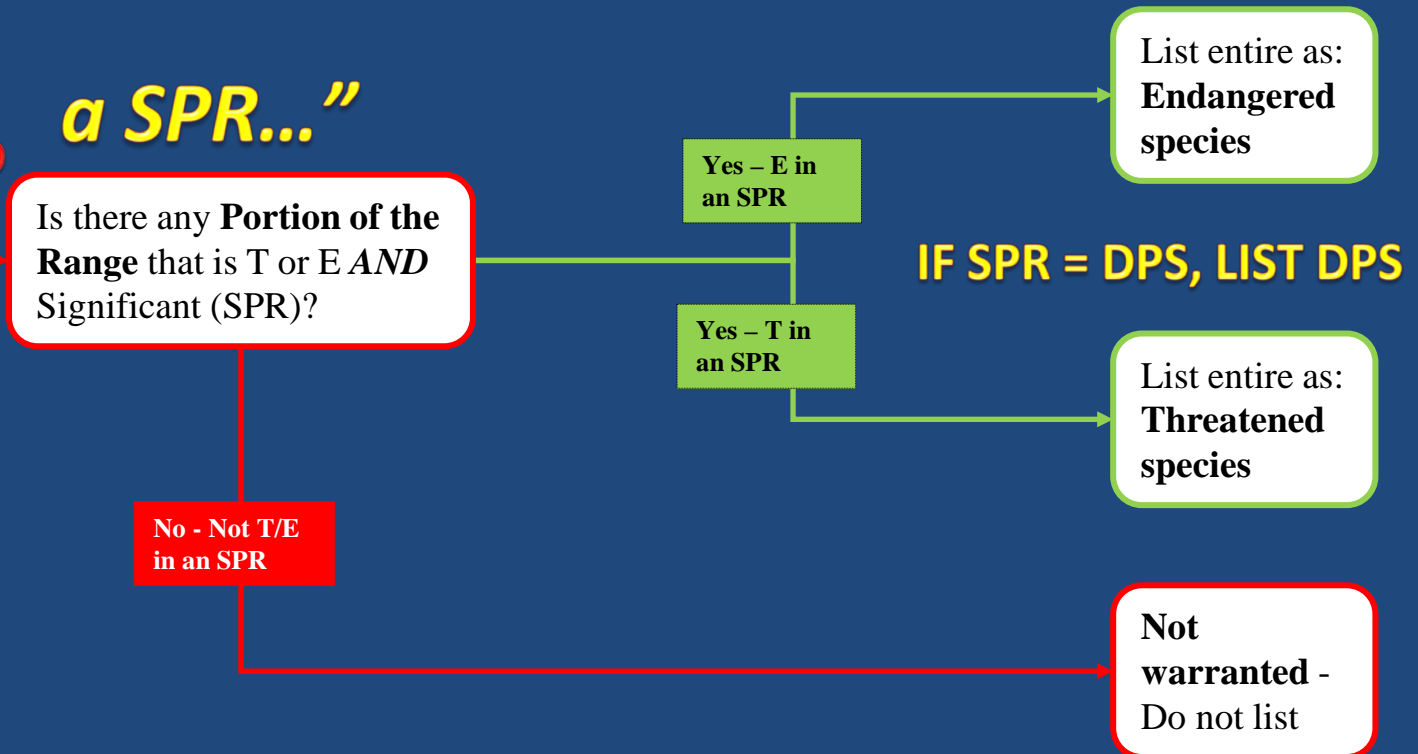 a SPR…”
Is there any Portion of the
Range that is T or E AND
Significant (SPR)?
Yes – E in
an SPR
List entire as:
Endangered
species
IF SPR = DPS, LIST DPS
Yes – T in
an SPR
List entire as:
Threatened
species
No - Not T/E
in an SPR
Not
warranted -
Do not list